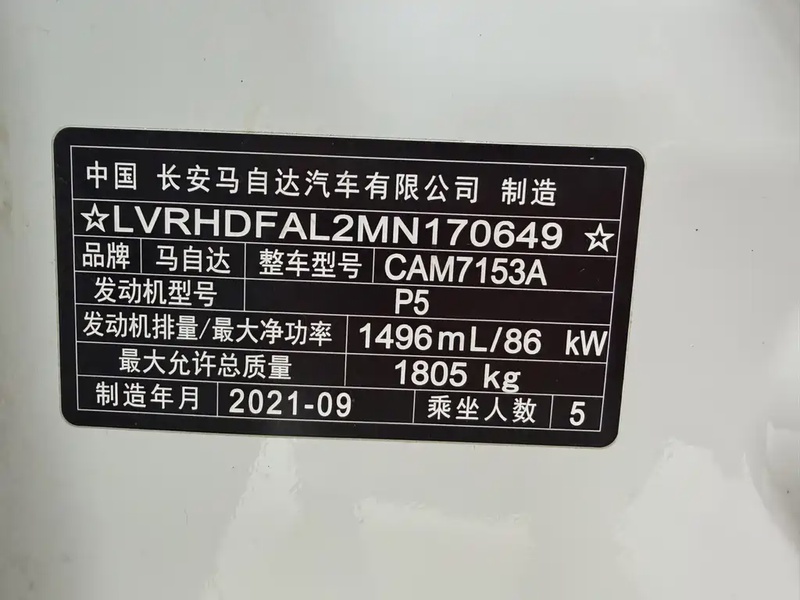 中国 长安马自达汽车有限公司 制造
☆LVRHDFAL2MN170649☆
品牌 马自达 整车型号 CAM7153A
发动机型号 P5
发动机排量/最大净功率 1496mL/86 kW
最大允许总质量 1805 kg
制造年月 2021-09 乘坐人数 5